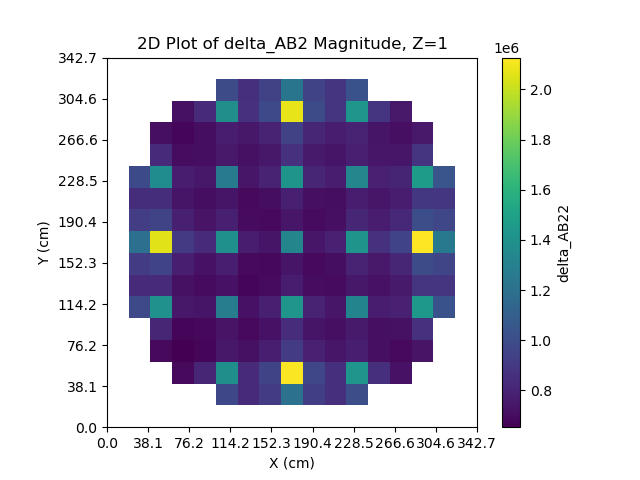 2D Plot of delta_AB2 Magnitude, Z=1
1e6
342.7
304.6
266.6
228.5
190.4
152.3
114.2
76.2
38.1
0.0
Y (cm)
0.0 38.1 76.2 114.2 152.3 190.4 228.5 266.6 304.6 342.7
X (cm)
2.0
1.8
1.6
1.4
1.2
1.0
0.8
delta_AB22